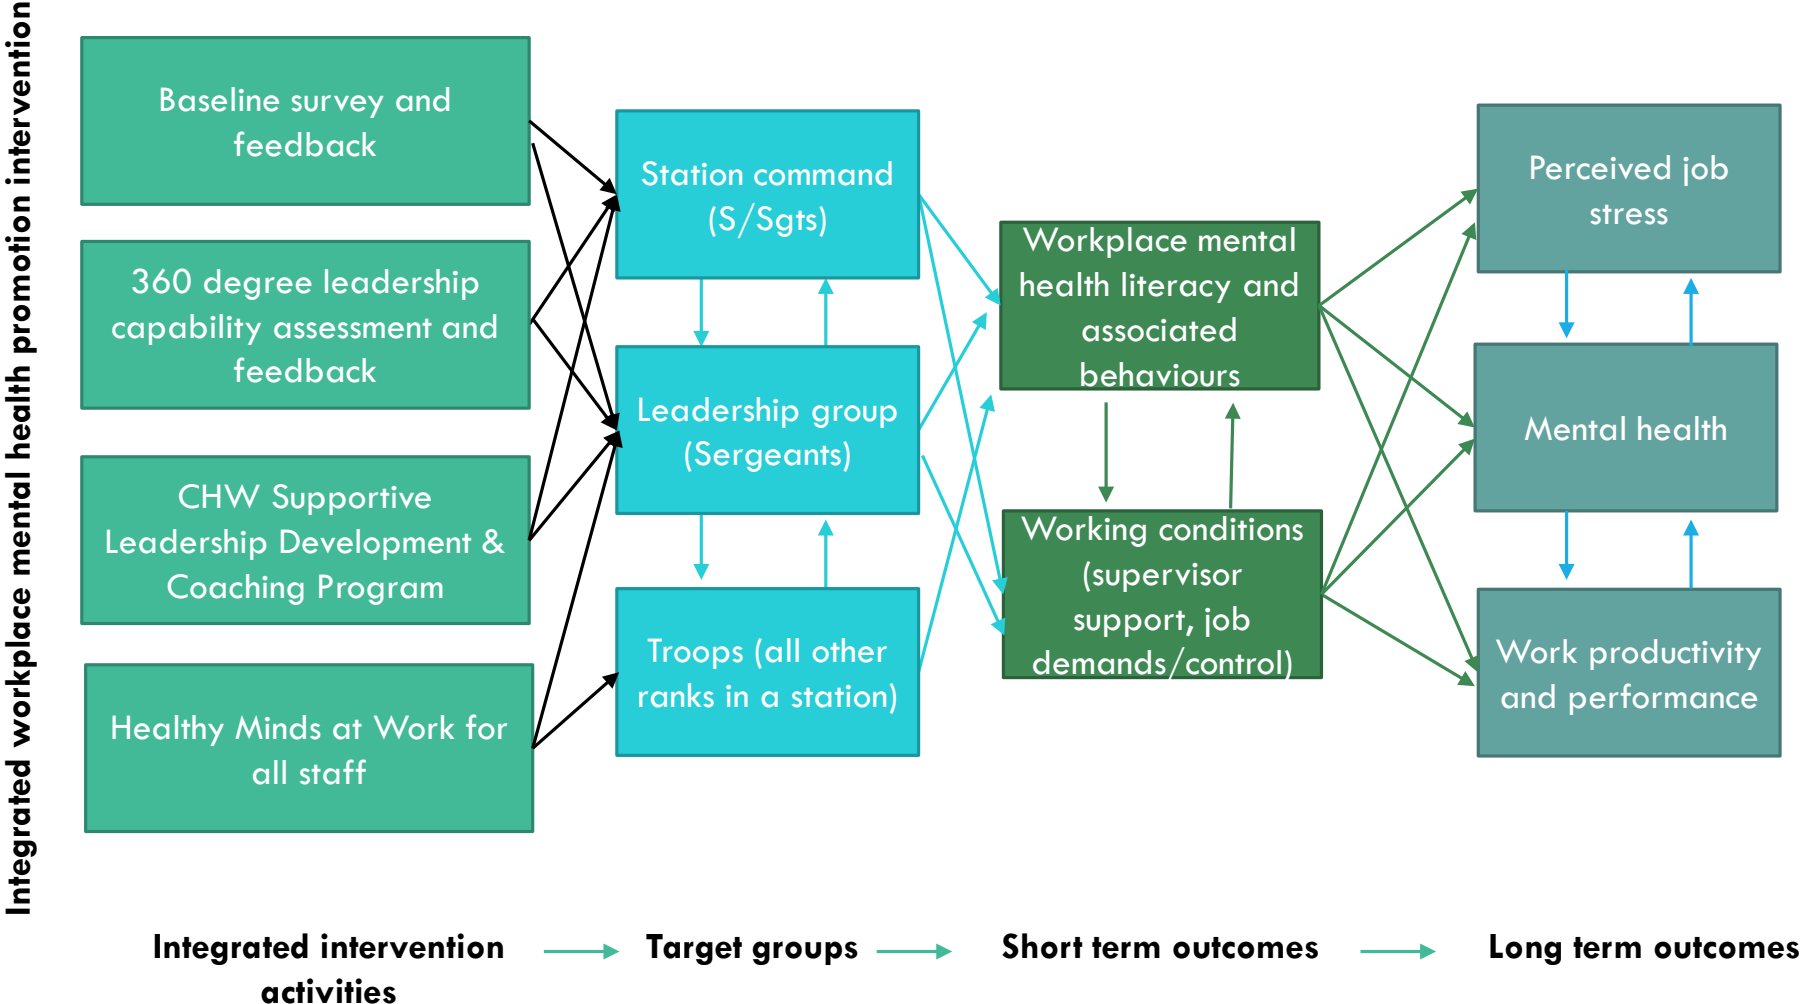 Integrated workplace mental health promotion intervention
Baseline survey and
feedback
360 degree leadership
capability assessment and
feedback
CHW Supportive
Leadership Development &
Coaching Program
Healthy Minds at Work for
all staff
Station command
(S/Sgts)
Leadership group
(Sergeants)
Troops (all other
ranks in a station)
Workplace mental
health literacy and
associated
behaviours
Working conditions
(supervisor
support, job
demands/control)
Perceived job
stress
Mental health
Work productivity
and performance
Integrated intervention
activities
Target groups
Short term outcomes
Long term outcomes